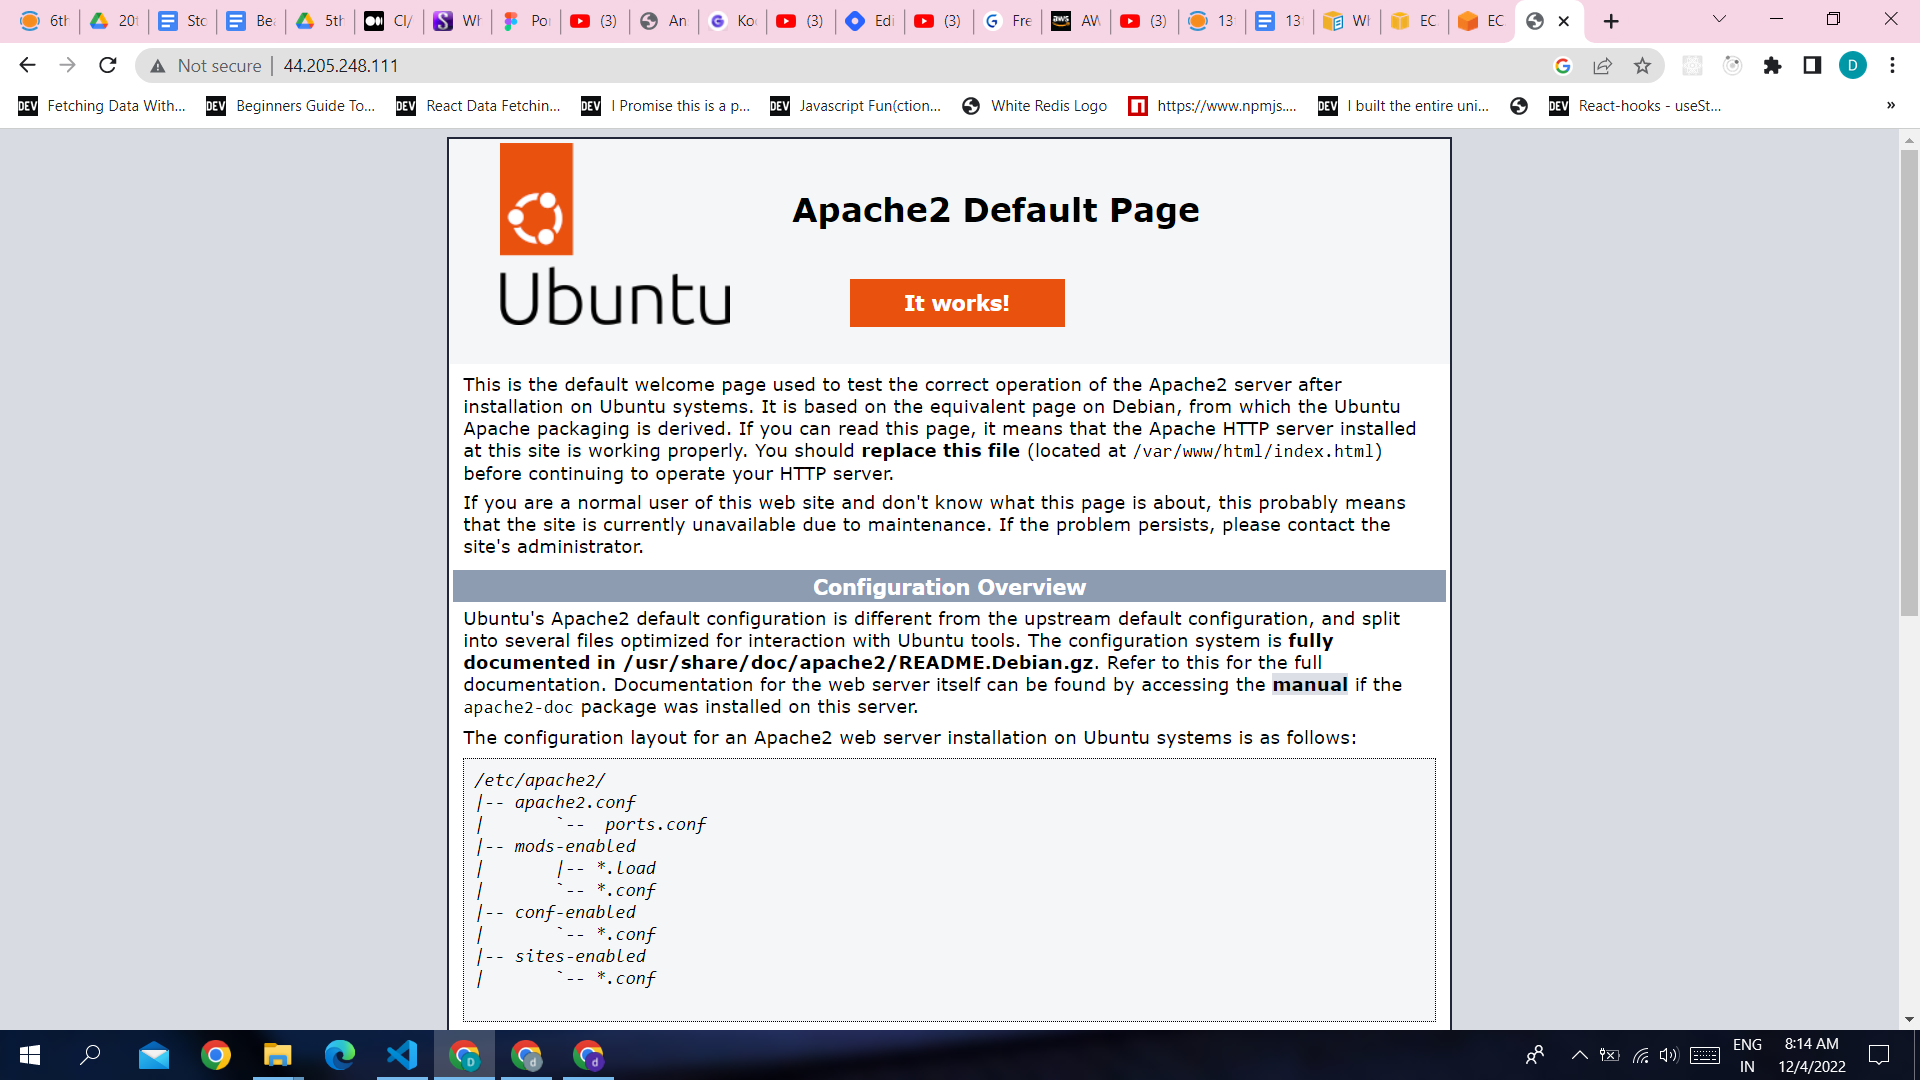 6th
20t
Sto
Be
5th
CI/
Wh
Po
(3)
An
Ko
(3)
Edi
(3)
Fre
AW
(3)
13t
13t
Wh
EC
EC
Not secure
44.205.248.111
D
DEV Fetching Data With...
DEV Beginners Guide To...
DEV React Data Fetchin...
DEV I Promise this is a p...
DEV Javascript Fun(ction...
White Redis Logo
https://www.npmjs....
DEV I built the entire uni...
DEV React-hooks - useSt...
»
Apache2 Default Page
Ubuntu
It works!
This is the default welcome page used to test the correct operation of the Apache2 server after
installation on Ubuntu systems. It is based on the equivalent page on Debian, from which the Ubuntu
Apache packaging is derived. If you can read this page, it means that the Apache HTTP server installed
at this site is working properly. You should replace this file (located at /var/www/html/index.html)
before continuing to operate your HTTP server.
If you are a normal user of this web site and don't know what this page is about, this probably means
that the site is currently unavailable due to maintenance. If the problem persists, please contact the
site's administrator.
Configuration Overview
Ubuntu's Apache2 default configuration is different from the upstream default configuration, and split
into several files optimized for interaction with Ubuntu tools. The configuration system is fully
documented in /usr/share/doc/apache2/README.Debian.gz. Refer to this for the full
documentation. Documentation for the web server itself can be found by accessing the manual if the
apache2-doc package was installed on this server.
The configuration layout for an Apache2 web server installation on Ubuntu systems is as follows:
/etc/apache2/
|-- apache2.conf
|       `--  ports.conf
|-- mods-enabled
|       |-- *.load
|       `-- *.conf
|-- conf-enabled
|       `-- *.conf
|-- sites-enabled
|       `-- *.conf
ENG
IN
8:14 AM
12/4/2022